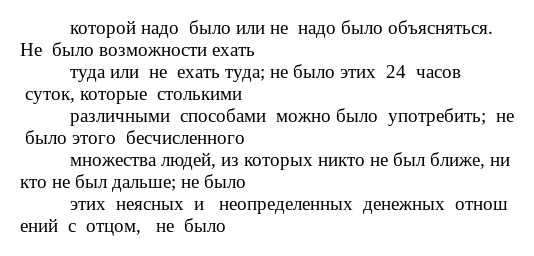 которой надо было или не надо было объясняться.
Не было возможности ехать
туда или не ехать туда; не было этих 24 часов
суток, которые столькими
различными способами можно было употребить; не
было этого бесчисленного
множества людей, из которых никто не был ближе, ни
кто не был дальше; не было
этих неясных и неопределенных денежных отнош
ений с отцом, не было